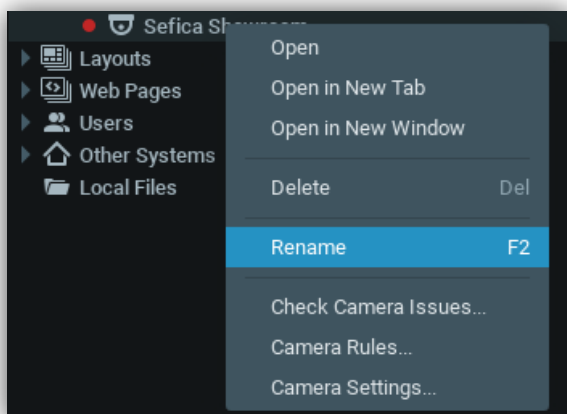 Sefica Showroom
Layouts
Web Pages
Users
Other Systems
Local Files
Open
Open in New Tab
Open in New Window
Delete Del
Rename F2
Check Camera Issues...
Camera Rules...
Camera Settings...